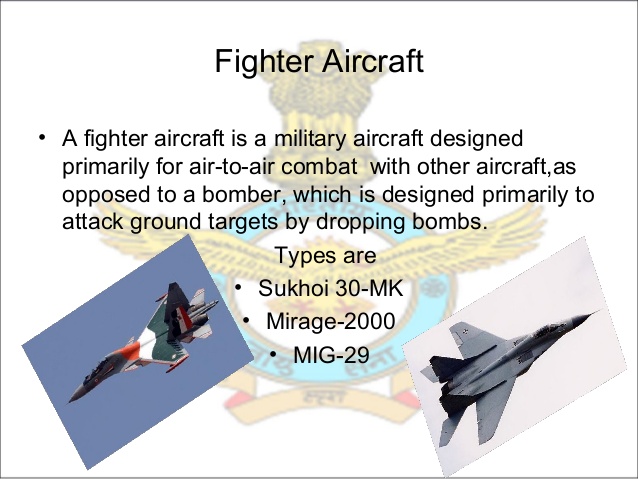 Fighter Aircraft
• A fighter aircraft is a military aircraft designed
primarily for air-to-air combat with other aircraft,as
opposed to a bomber, which is designed primarily to
attack ground targets by dropping bombs.
Types are
• Sukhoi 30-MK
• Mirage-2000
• MIG-29